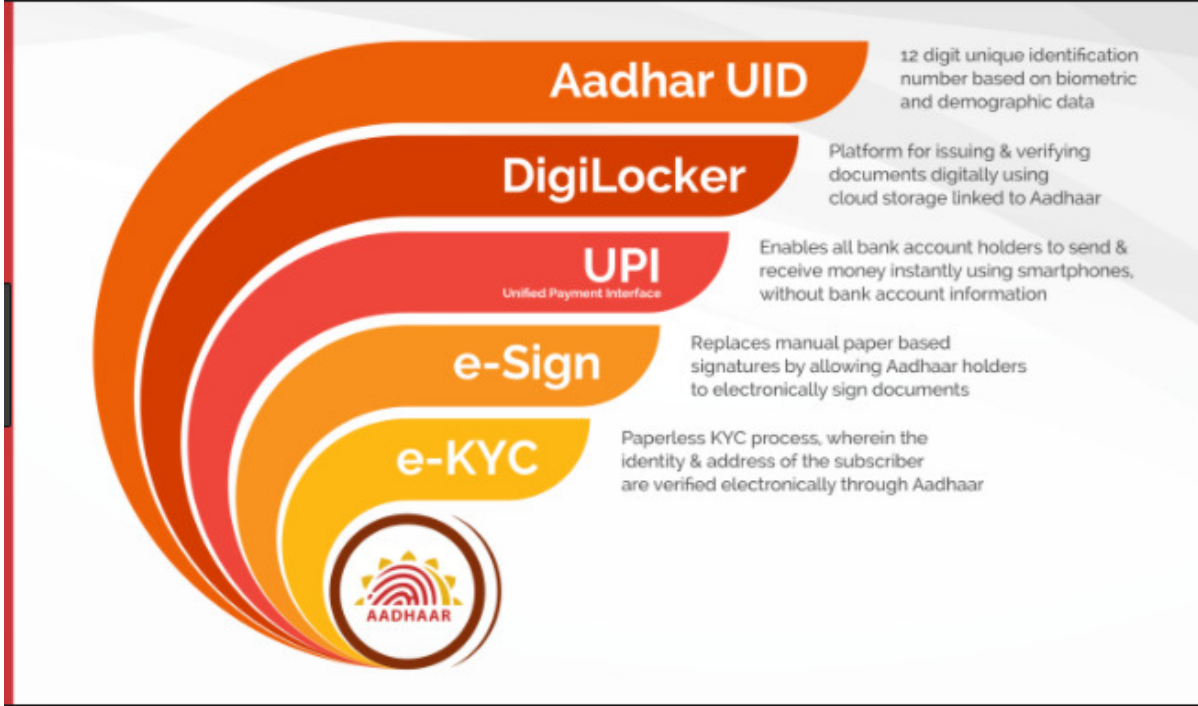 Aadhar UID
12 digit unique identification
number based on biometric
and demographic data
DigiLocker
Platform for issuing & verifying
documents digitally using
cloud storage linked to Aadhaar
UPI
Unified Payment Interface
Enables all bank account holders to send &
receive money instantly using smartphones,
without bank account information
e-Sign
Replaces manual paper based
signatures by allowing Aadhaar holders
to electronically sign documents
e-KYC
Paperless KYC process, wherein the
identity & address of the subscriber
are verified electronically through Aadhaar
AADHAAR